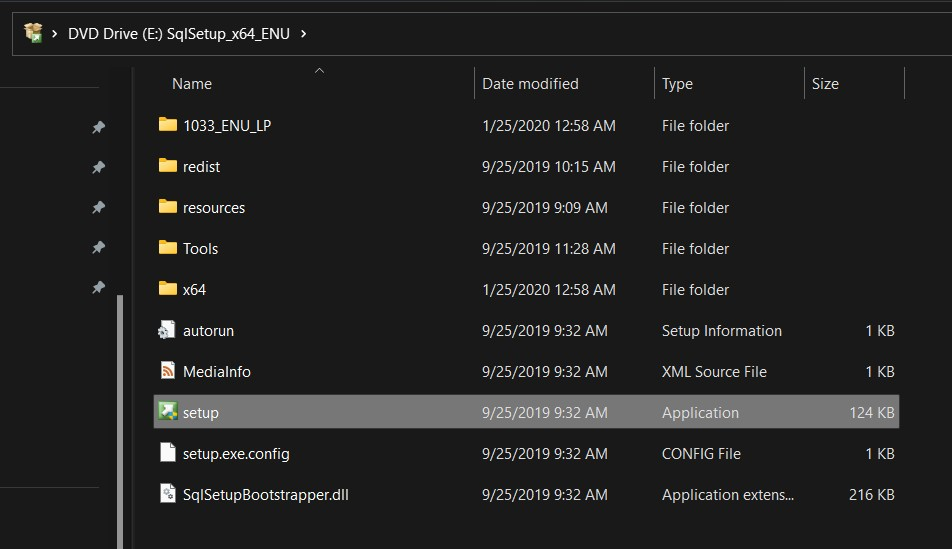 DVD Drive (E:) SqlSetup_x64_ENU
Name Date modified Type Size
1033_ENU_LP 1/25/2020 12:58 AM File folder
redist 9/25/2019 10:15 AM File folder
resources 9/25/2019 9:09 AM File folder
Tools 9/25/2019 11:28 AM File folder
x64 1/25/2020 12:58 AM File folder
autorun 9/25/2019 9:32 AM Setup Information 1 KB
MediaInfo 9/25/2019 9:32 AM XML Source File 1 KB
setup 9/25/2019 9:32 AM Application 124 KB
setup.exe.config 9/25/2019 9:32 AM CONFIG File 1 KB
SqlSetupBootstrapper.dll 9/25/2019 9:32 AM Application extens... 216 KB